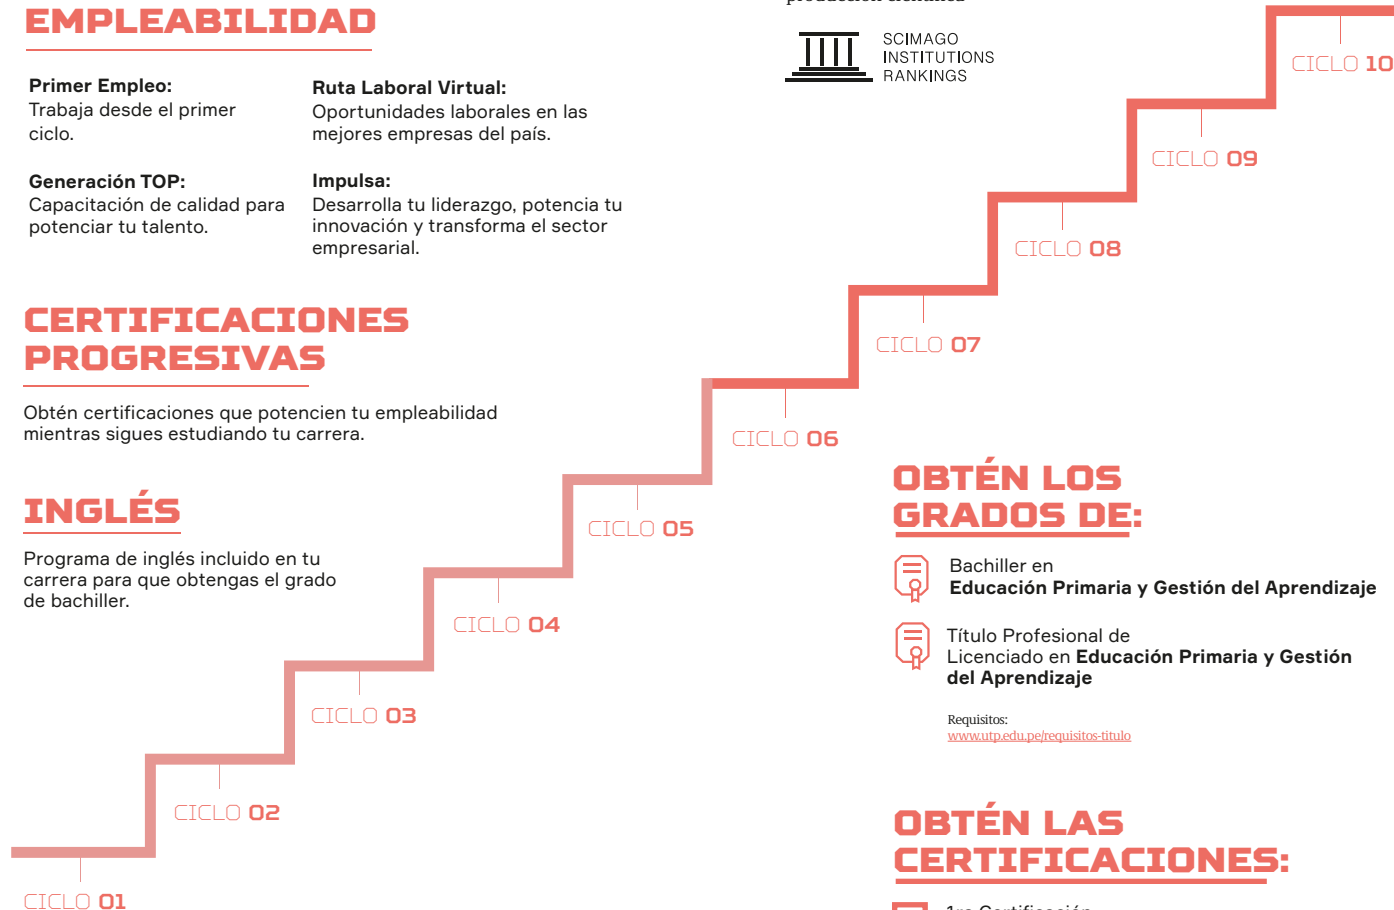 EMPLEABILIDAD
Primer Empleo:
Trabaja desde el primer
ciclo.
Ruta Laboral Virtual:
Oportunidades laborales en las
mejores empresas del país.
Generación TOP:
Capacitación de calidad para
potenciar tu talento.
Impulsa:
Desarrolla tu liderazgo, potencia tu
innovación y transforma el sector
empresarial.
CERTIFICACIONES
PROGRESIVAS
Obtén certificaciones que potencien tu empleabilidad
mientras sigues estudiando tu carrera.
INGLÉS
Programa de inglés incluido en tu
carrera para que obtengas el grado
de bachiller.
producción científica
SCIMAGO
INSTITUTIONS
RANKINGS
CICLO 10
CICLO 09
CICLO 08
CICLO 07
CICLO 06
CICLO 05
CICLO 04
CICLO 03
CICLO 02
CICLO 01
OBTÉN LOS
GRADOS DE:
Bachiller en
Educación Primaria y Gestión del Aprendizaje
Título Profesional de
Licenciado en Educación Primaria y Gestión
del Aprendizaje
Requisitos:
www.utp.edu.pe/requisitos-titulo
OBTÉN LAS
CERTIFICACIONES:
1ra Certificación